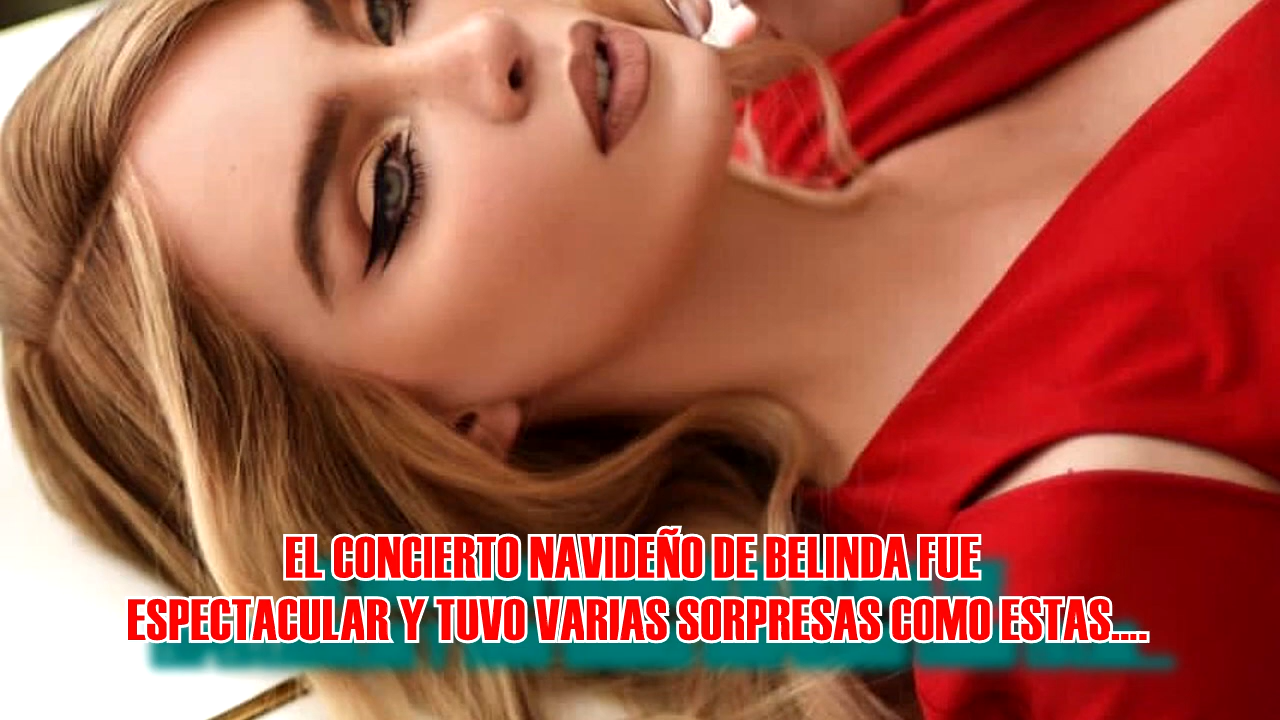 EL CONCIERTO NAVIDEÑO DE BELINDA FUE
ESPECTACULAR Y TUVO VARIAS SORPRESAS COMO ESTAS....